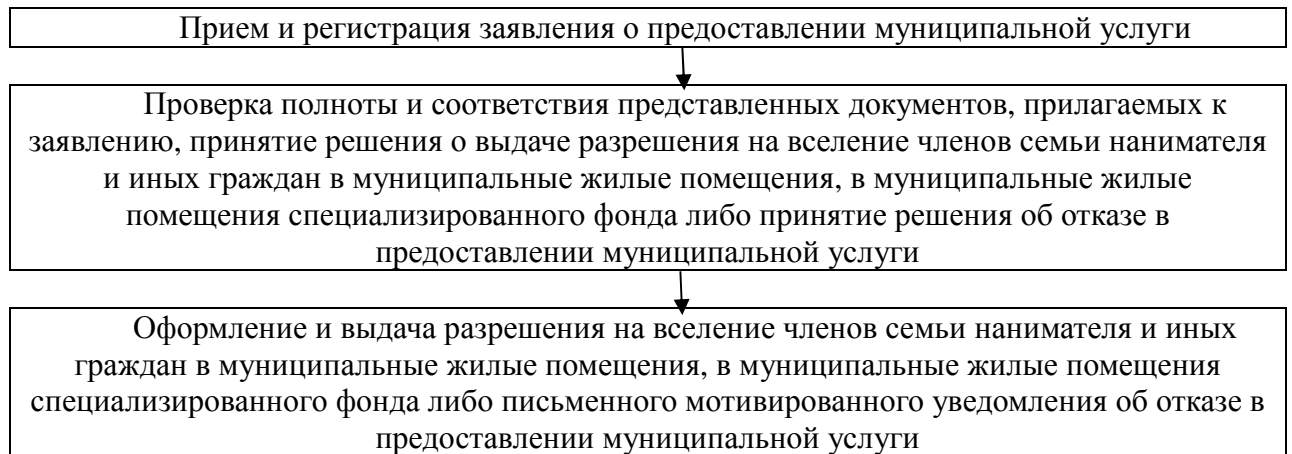 Прием и регистрация заявления о предоставлении муниципальной услуги
Проверка полноты и соответствия представленных документов, прилагаемых к
заявлению, принятие решения о выдаче разрешения на вселение членов семьи нанимателя
и иных граждан в муниципальные жилые помещения, в муниципальные жилые
помещения специализированного фонда либо принятие решения об отказе в
предоставлении муниципальной услуги
Оформление и выдача разрешения на вселение членов семьи нанимателя и иных
граждан в муниципальные жилые помещения, в муниципальные жилые помещения
специализированного фонда либо письменного мотивированного уведомления об отказе в
предоставлении муниципальной услуги